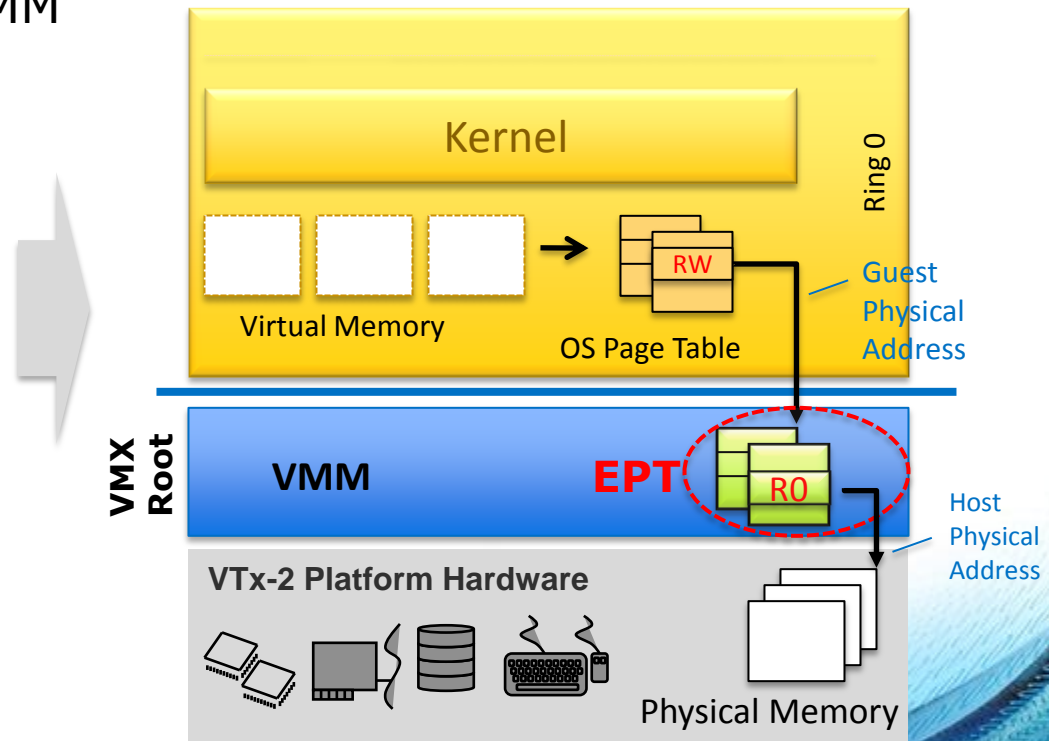 MM
Kernel
Ring 0
RW
Virtual Memory
OS Page Table
Guest
Physical
Address
VMX
Root
VMM
EPT
R0
Host
Physical
Address
VTx-2 Platform Hardware
Physical Memory